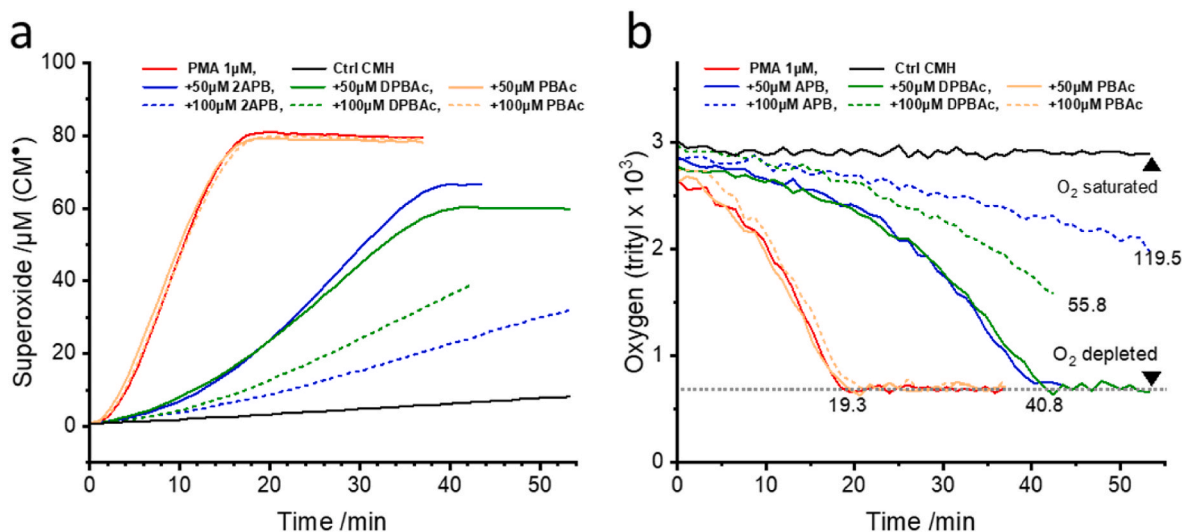 a
PMA 1µM, Ctrl CMH
+50µM 2APB, +50µM DPBAc, +50µM PBAc
+100µM 2APB, +100µM DPBAc, +100µM PBAc
Superoxide /µM (CM•)
100
80
60
40
20
0
0 10 20 30 40 50
Time /min
b
PMA 1µM, Ctrl CMH
+50µM APB, +50µM DPBAc, +50µM PBAc
+100µM APB, +100µM DPBAc, +100µM PBAc
Oxygen (trityl x 10³)
3
2
1
0
O₂ saturated
119.5
55.8
O₂ depleted
19.3 40.8
0 10 20 30 40 50
Time /min